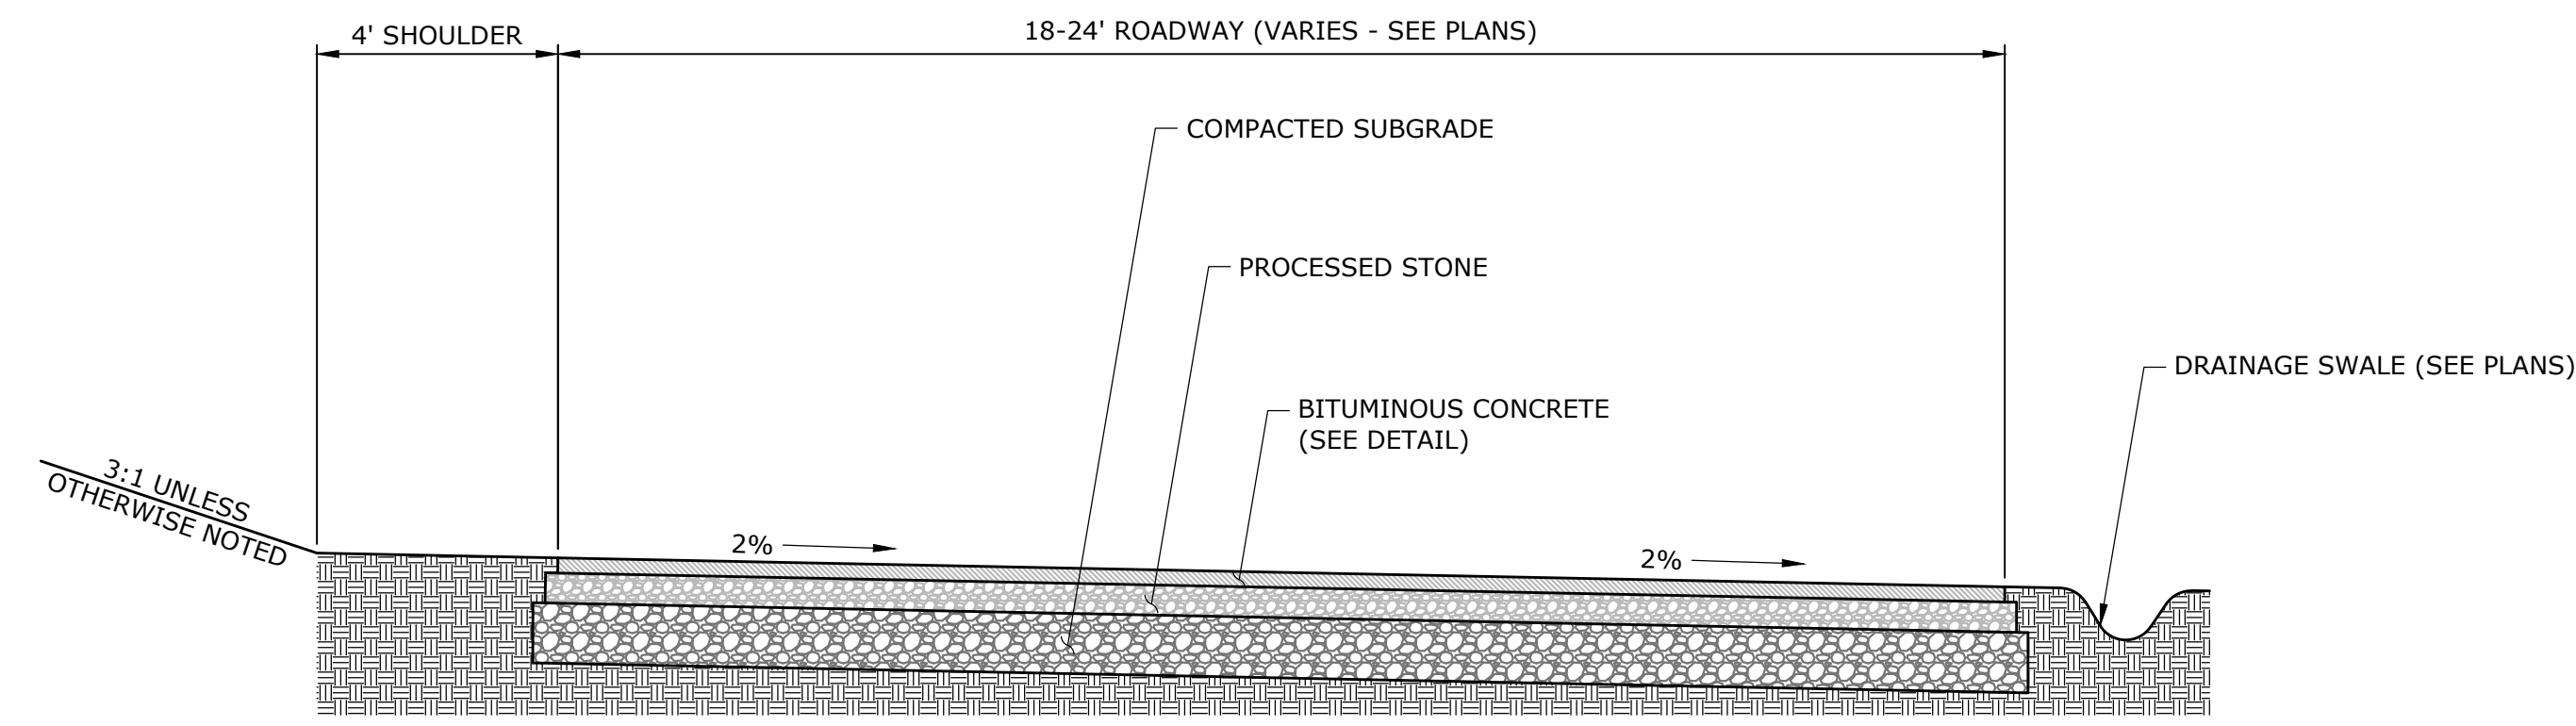 4' SHOULDER
18-24' ROADWAY (VARIES - SEE PLANS)
COMPACTED SUBGRADE
PROCESSED STONE
DRAINAGE SWALE (SEE PLANS)
BITUMINOUS CONCRETE
(SEE DETAIL)
3:1 UNLESS
OTHERWISE NOTED
2%
2%